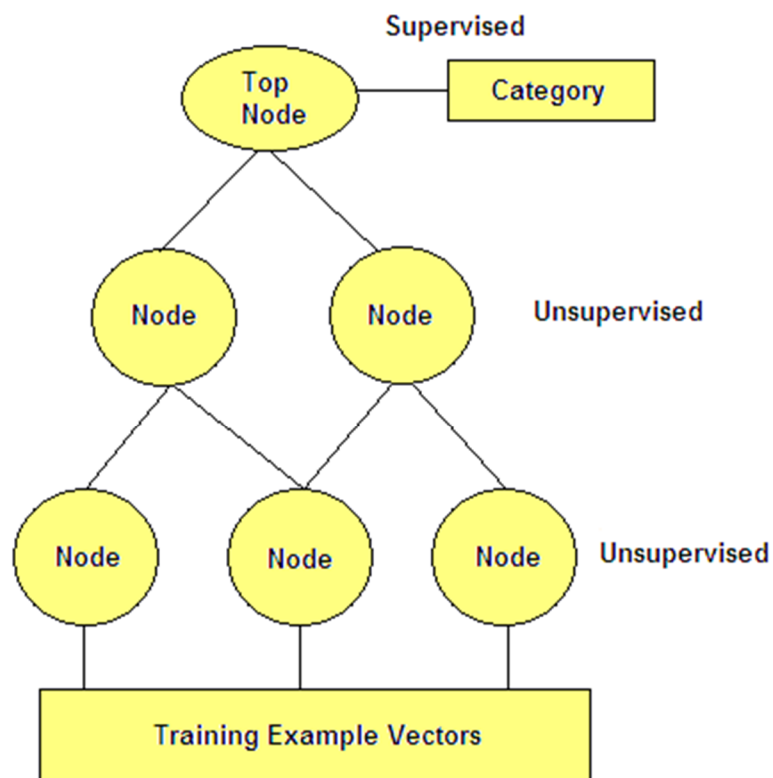 Supervised
Top
Node
Category
Node
Node
Unsupervised
Node
Node
Node
Unsupervised
Training Example Vectors